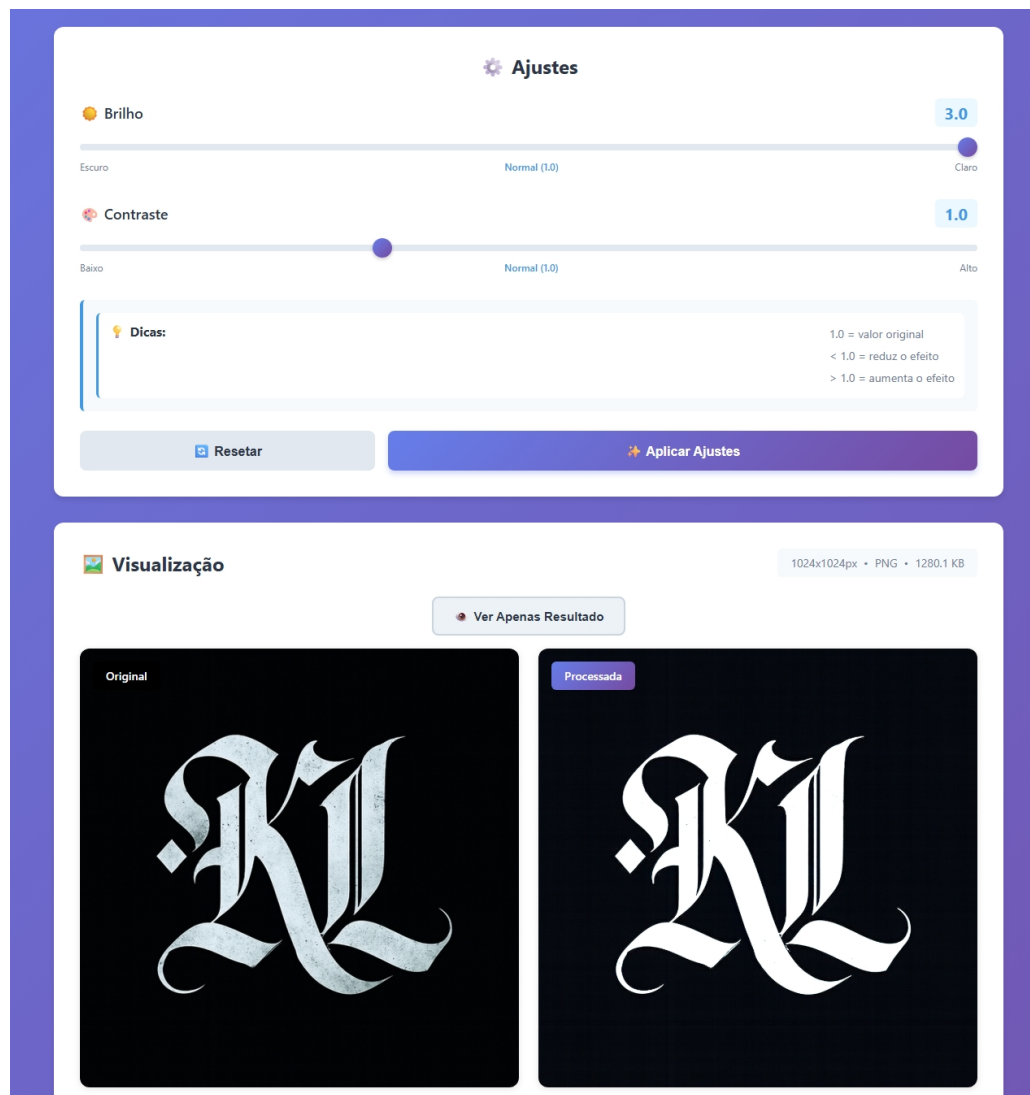 ⚙️ Ajustes
Brilho 3.0
Escuro Normal (1.0) Claro
Contraste 1.0
Baixo Normal (1.0) Alto
Dicas:
1.0 = valor original
< 1.0 = reduz o efeito
> 1.0 = aumenta o efeito
Resetar
Aplicar Ajustes
Visualização
1024x1024px • PNG • 1280.1 KB
Ver Apenas Resultado
Original
KL
Processada
KL